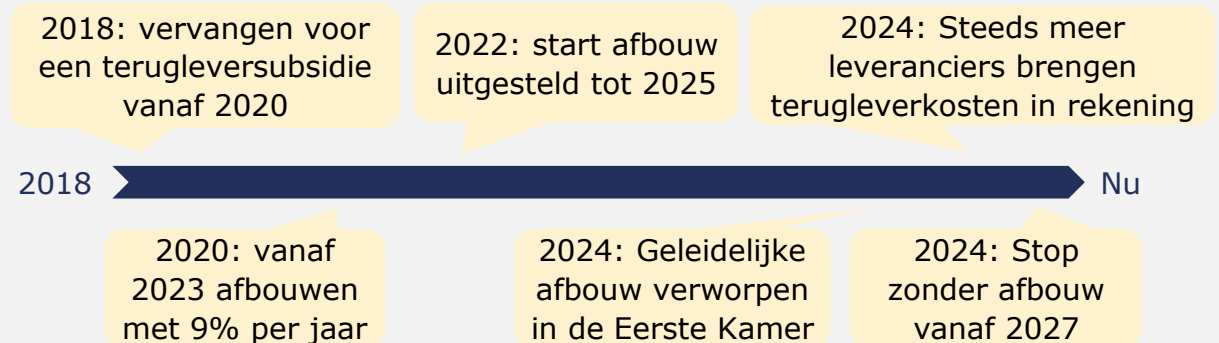 2018: vervangen voor
een terugleversubsidie
vanaf 2020
2022: start afbouw
uitgesteld tot 2025
2024: Steeds meer
leveranciers brengen
terugleverkosten in rekening
2018
Nu
2020: vanaf
2023 afbouwen
met 9% per jaar
2024: Geleidelijke
afbouw verworpen
in de Eerste Kamer
2024: Stop
zonder afbouw
vanaf 2027